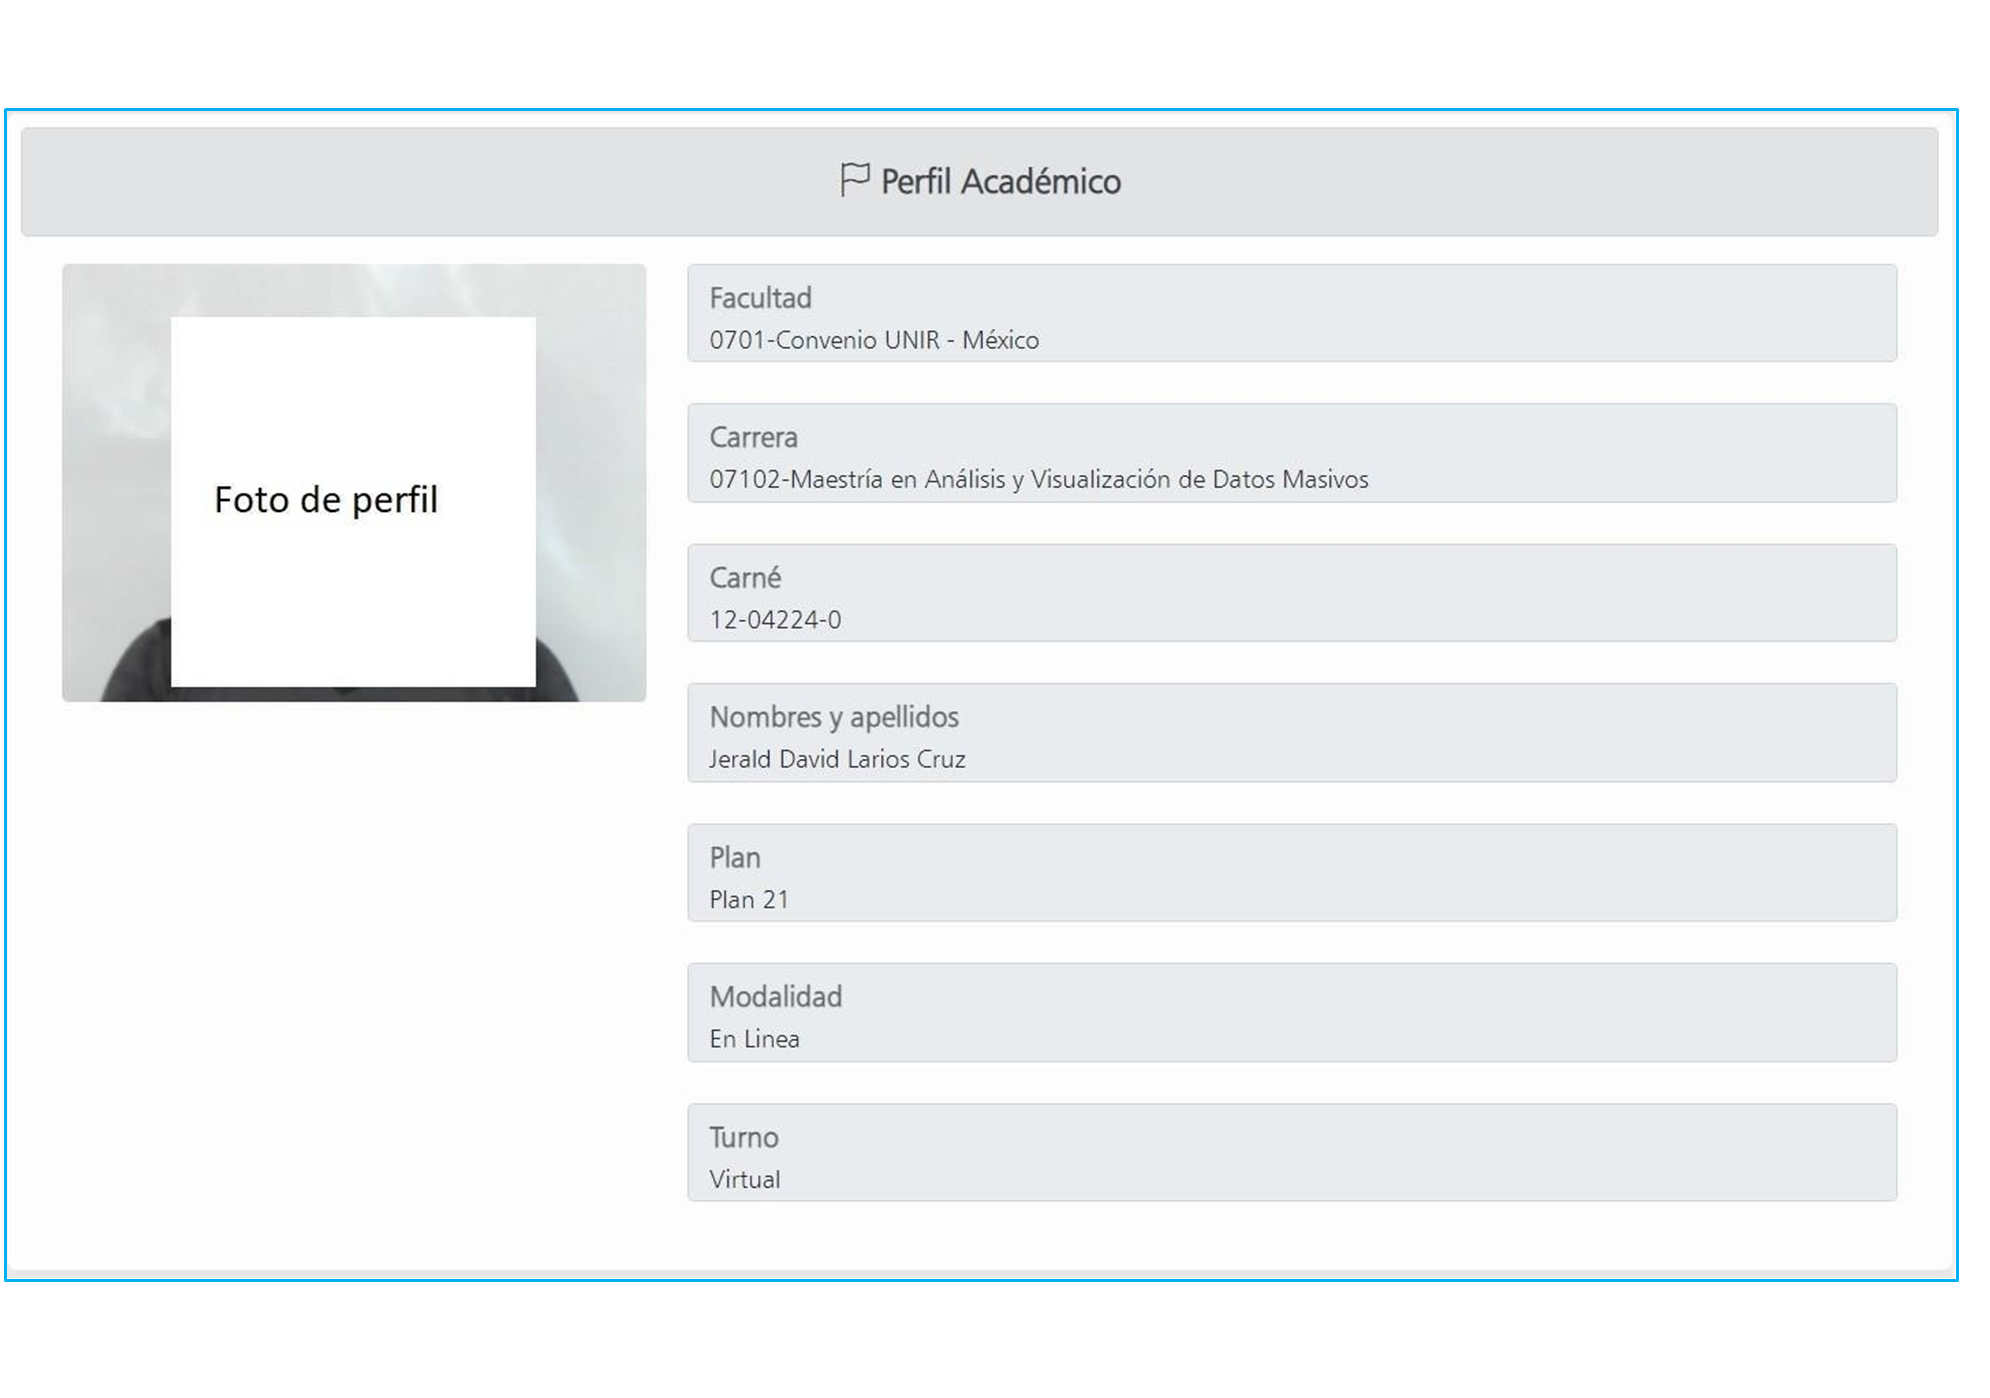 Perfil Académico
Foto de perfil
Facultad
0701-Convenio UNIR - México
Carrera
07102-Maestría en Análisis y Visualización de Datos Masivos
Carné
12-04224-0
Nombres y apellidos
Jerald David Larios Cruz
Plan
Plan 21
Modalidad
En Linea
Turno
Virtual